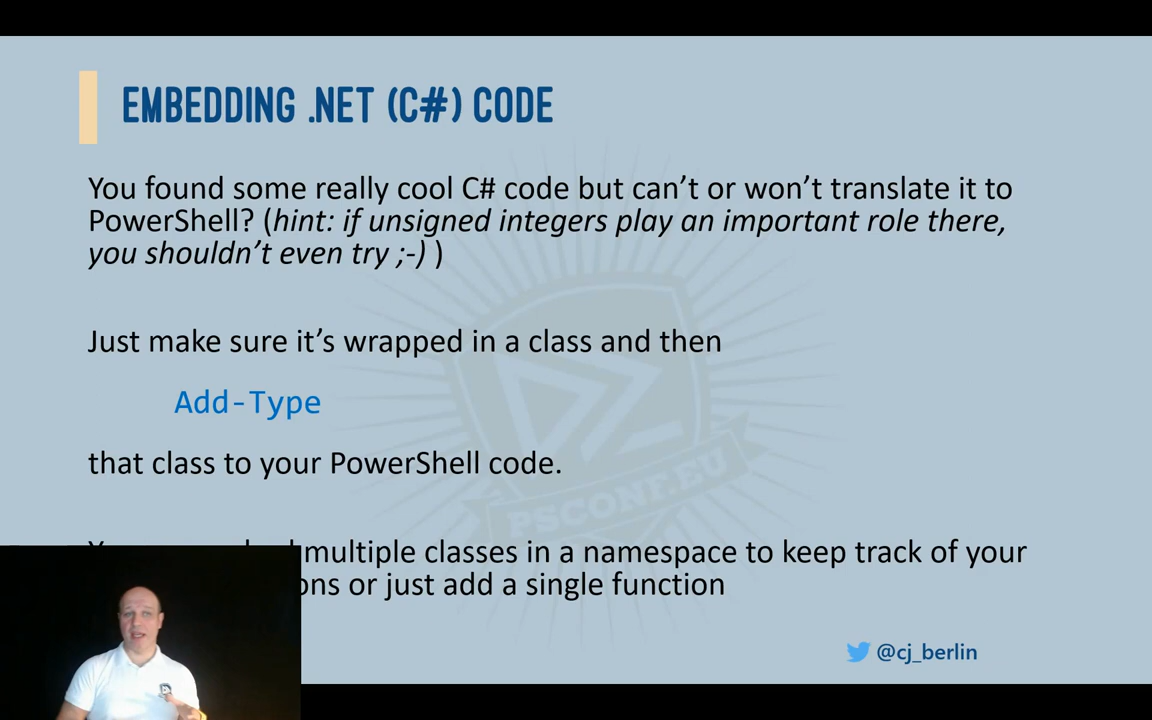 EMBEDDING .NET (C#) CODE
You found some really cool C# code but can’t or won’t translate it to
PowerShell? (hint: if unsigned integers play an important role there,
you shouldn’t even try ;-) )
Just make sure it’s wrapped in a class and then
Add-Type
that class to your PowerShell code.
multiple classes in a namespace to keep track of your
or just add a single function
PSCONF.EU
@cj_berlin